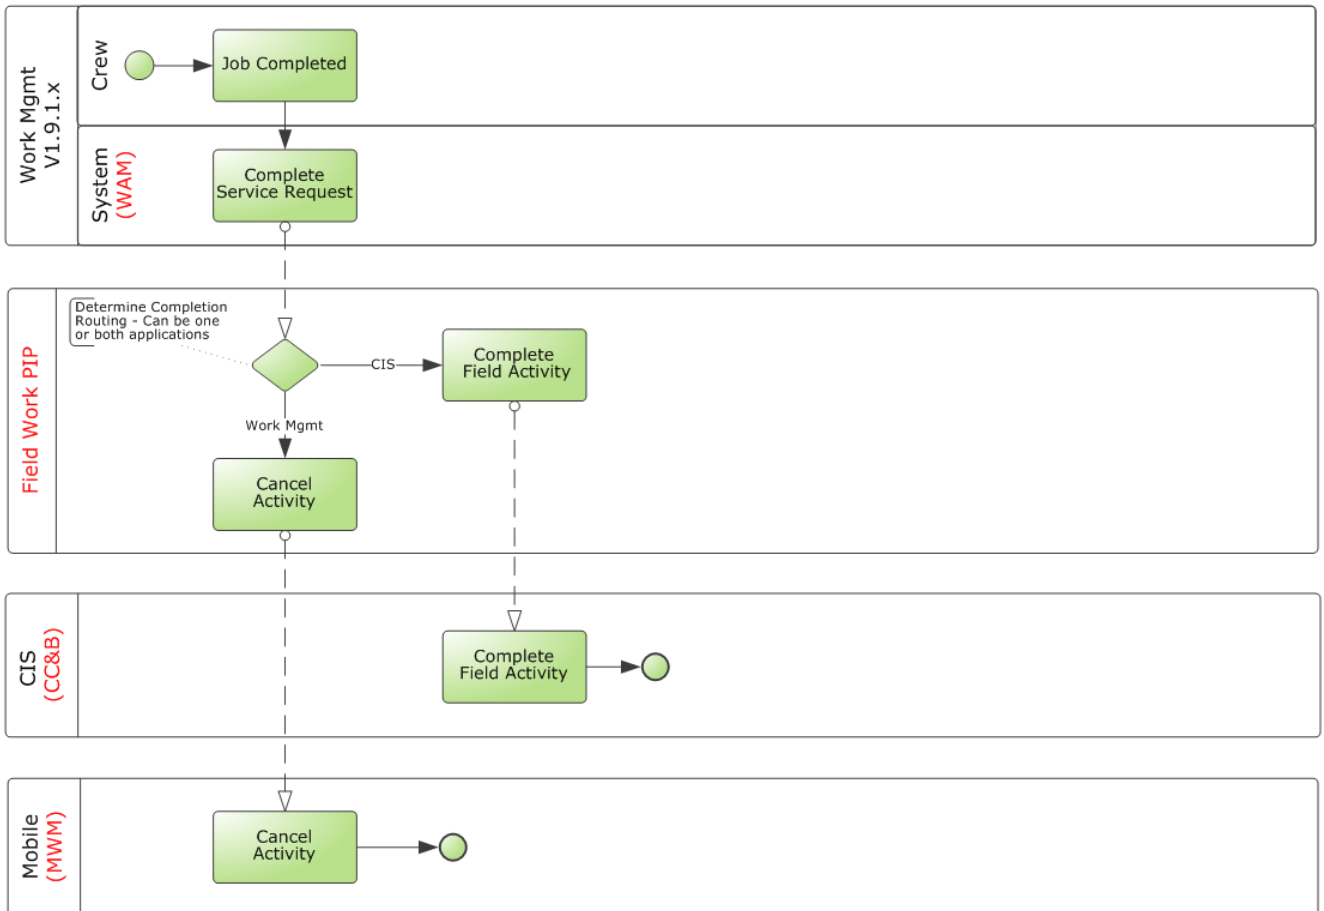 Work Mgmt
V1.9.1.x
Crew
Job Completed
System
(WAM)
Complete
Service Request
Field Work PIP
Determine Completion
Routing - Can be one
or both applications
CIS
Complete
Field Activity
Work Mgmt
Cancel
Activity
CIS
(CC&B)
Complete
Field Activity
Mobile
(MWM)
Cancel
Activity